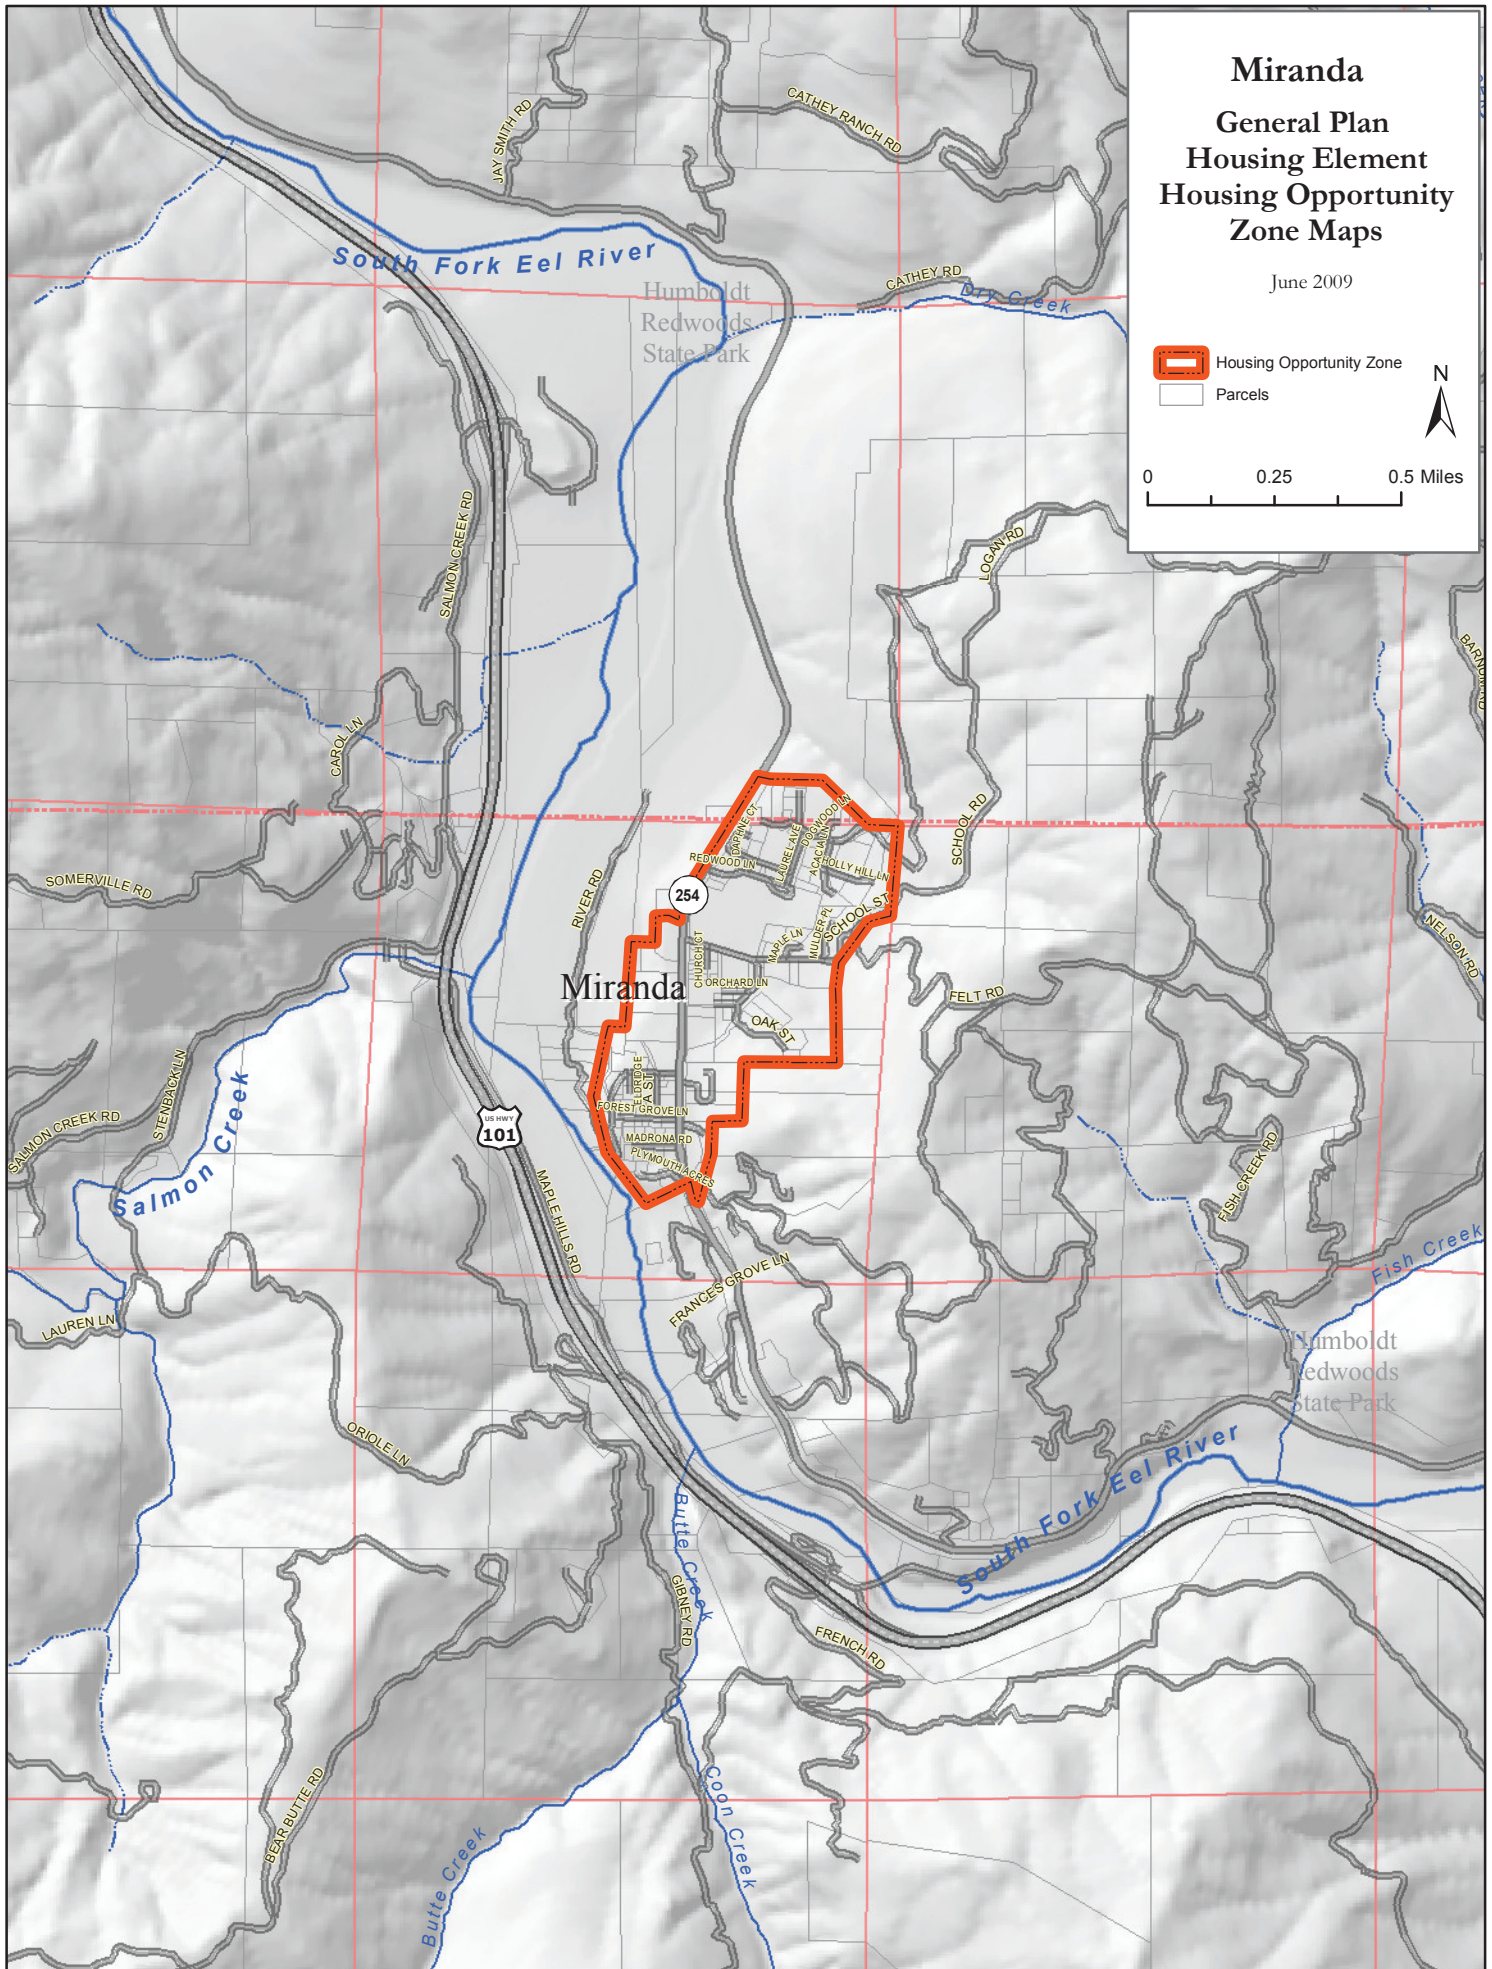 Miranda
General Plan
Housing Element
Housing Opportunity
Zone Maps
June 2009
Housing Opportunity Zone
Parcels
N
0 0.25 0.5 Miles
JAY SMITH RD
CATHEY RANCH RD
South Fork Eel River
CATHEY RD
Dry Creek
Humboldt
Redwoods
State Park
SALMON CREEK RD
LOGAN RD
CAROL LN
SCHOOL RD
DAPHNE CT
LAUREL AVE
DOGWOOD LN
ACACIA LN
REDWOOD LN
HOLLY HILL LN
SOMERVILLE RD
RIVER RD
254
SCHOOL ST
MULDER PL
MAPLE LN
CHURCH CT
ORCHARD LN
NELSON RD
Miranda
FELT RD
OAK ST
ELDRIDGE
A ST
FOREST GROVE LN
MADRONA RD
PLYMOUTH ACRES
STENBACK LN
SALMON CREEK RD
Salmon Creek
US HWY
101
MAPLE HILLS RD
FISH CREEK RD
Fish Creek
FRANCES GROVE LN
LAUREN LN
Humboldt
Redwoods
State Park
ORIOLE LN
South Fork Eel River
Butte Creek
GIBNEY RD
FRENCH RD
Coon Creek
BEAR BUTTE RD
Butte Creek